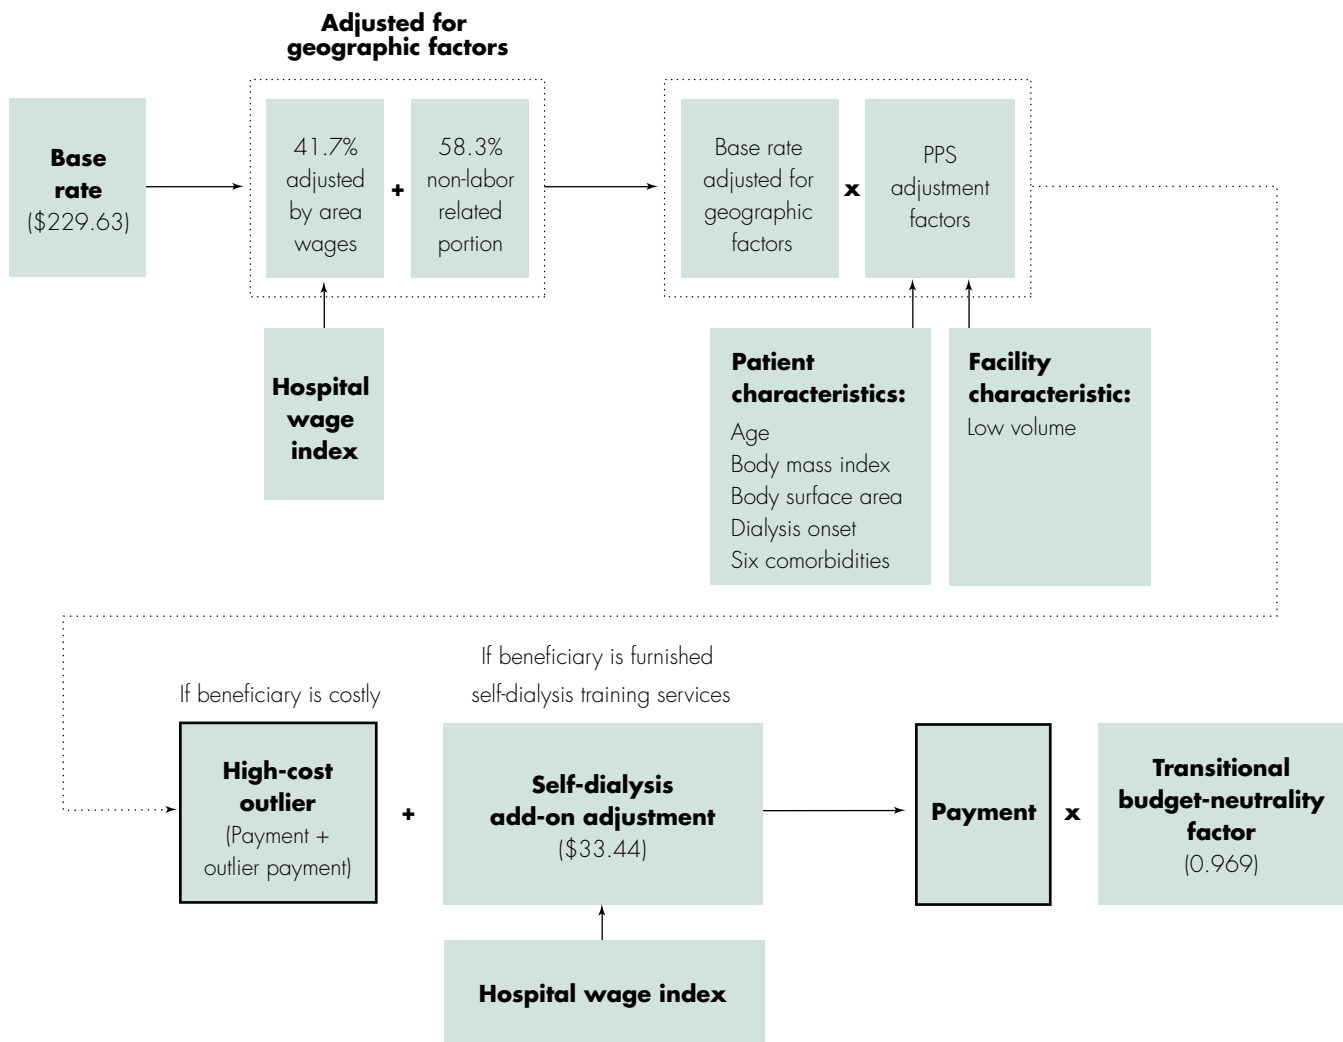 Adjusted for
geographic factors
Base
rate
($229.63)
41.7%
adjusted
by area
wages
+
58.3%
non-labor
related
portion
Base rate
adjusted for
geographic
factors
x
PPS
adjustment
factors
Hospital
wage
index
Patient
characteristics:
Age
Body mass index
Body surface area
Dialysis onset
Six comorbidities
Facility
characteristic:
Low volume
If beneficiary is costly
If beneficiary is furnished
self-dialysis training services
High-cost
outlier
(Payment +
outlier payment)
+
Self-dialysis
add-on adjustment
($33.44)
Payment
x
Transitional
budget-neutrality
factor
(0.969)
Hospital wage index